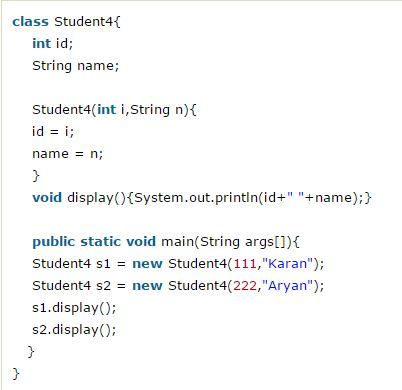 class Student4{
int id;
String name;
Student4(int i,String n){
id = i;
name = n;
}
void display(){System.out.println(id+" "+name);}
public static void main(String args[]){
Student4 s1 = new Student4(111,"Karan");
Student4 s2 = new Student4(222,"Aryan");
s1.display();
s2.display();
}
}